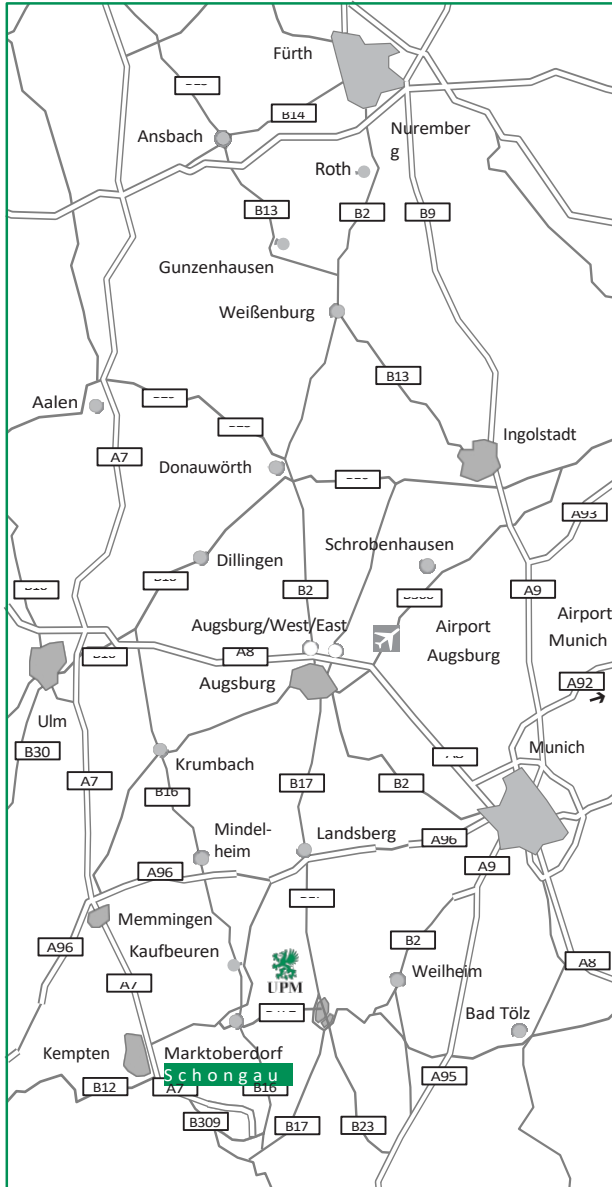 Fürth
B14
Ansbach
Nurember
g
Roth
B13
B2
B9
Gunzenhausen
Weißenburg
B13
Aalen
Ingolstadt
A7
Donauwörth
A93
Schrobenhausen
Dillingen
B2
A9
Airport
Munich
Augsburg/West/East
Airport
Augsburg
A8
Augsburg
A92
Ulm
B30
Munich
Krumbach
A7
B17
B2
B16
Mindel-
heim
Landsberg
A96
A96
A9
Memmingen
A96
B2
Kaufbeuren
A8
A7
UPM
Weilheim
Bad Tölz
Kempten
Marktoberdorf
Schongau
A95
B12
A7
B16
B309
B17
B23